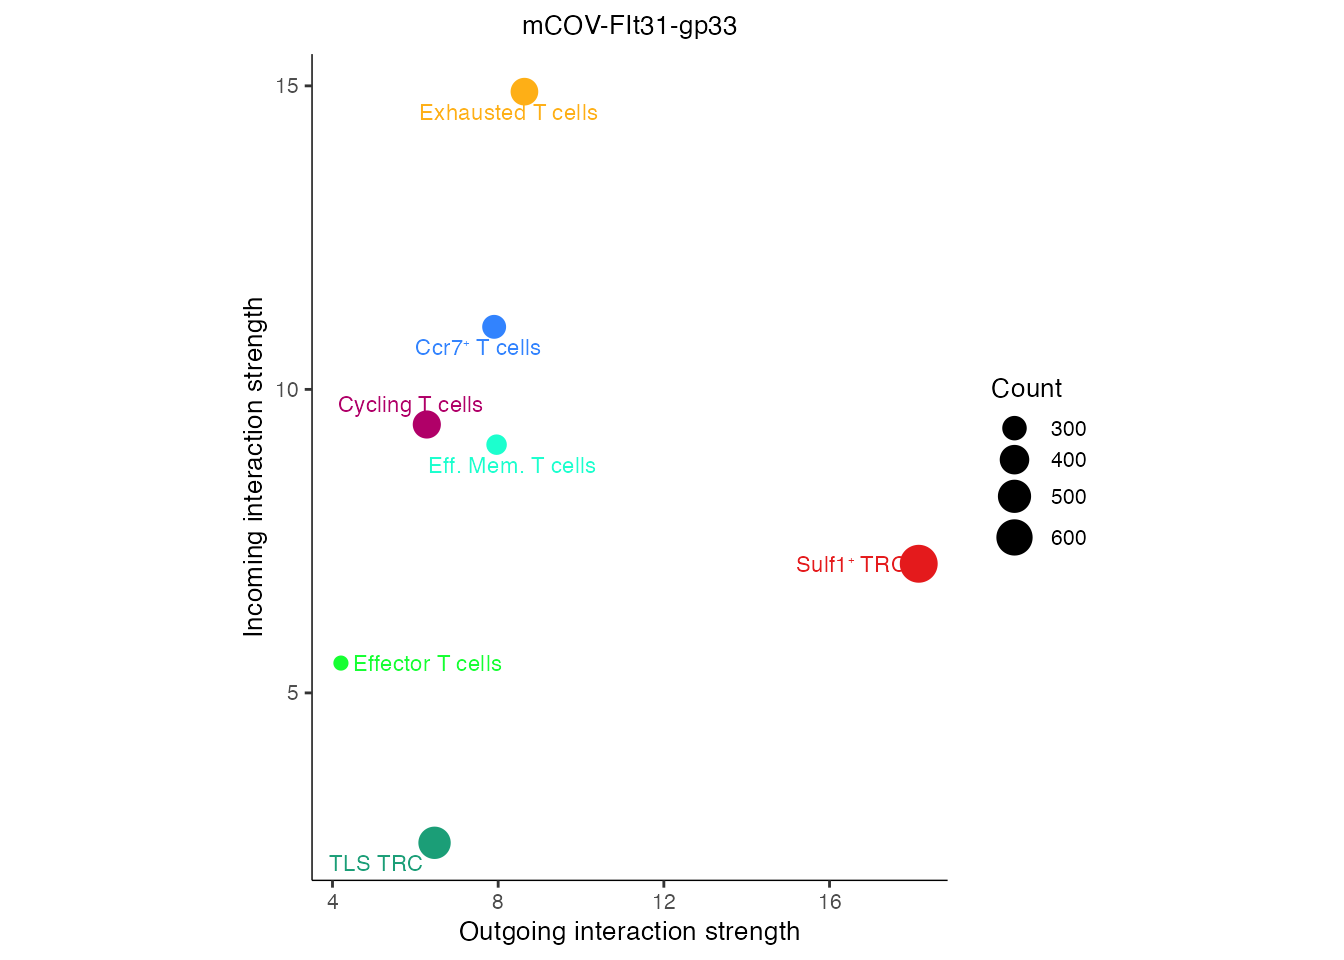 mCOV-Flt31-gp33
15
Exhausted T cells
Ccr7⁺ T cells
10
Cycling T cells
Eff. Mem. T cells
Sulf1⁺ TRC
Effector T cells
5
TLS TRC
4 8 12 16
Outgoing interaction strength
Incoming interaction strength
Count
300
400
500
600